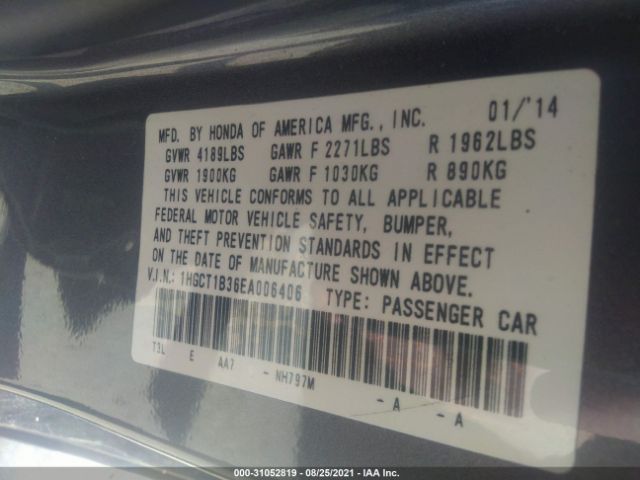 MFD. BY HONDA OF AMERICA MFG., INC. 01/'14
GVWR 4189LBS GAWR F 2271LBS R 1962LBS
GVWR 1900KG GAWR F 1030KG R 890KG
THIS VEHICLE CONFORMS TO ALL APPLICABLE
FEDERAL MOTOR VEHICLE SAFETY, BUMPER,
AND THEFT PREVENTION STANDARDS IN EFFECT
ON THE DATE OF MANUFACTURE SHOWN ABOVE.
V.I.N.: 1HGCT1B36EA006406 TYPE: PASSENGER CAR
T3L E AA7 - NH797M - A - A
000-31052819 - 08/25/2021 - IAA Inc.